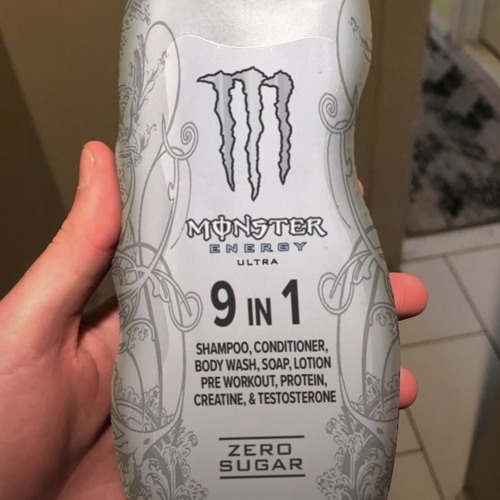 MONSTER
ENERGY
ULTRA
9 IN 1
SHAMPOO, CONDITIONER,
BODY WASH, SOAP, LOTION
PRE WORKOUT, PROTEIN,
CREATINE, & TESTOSTERONE
ZERO
SUGAR